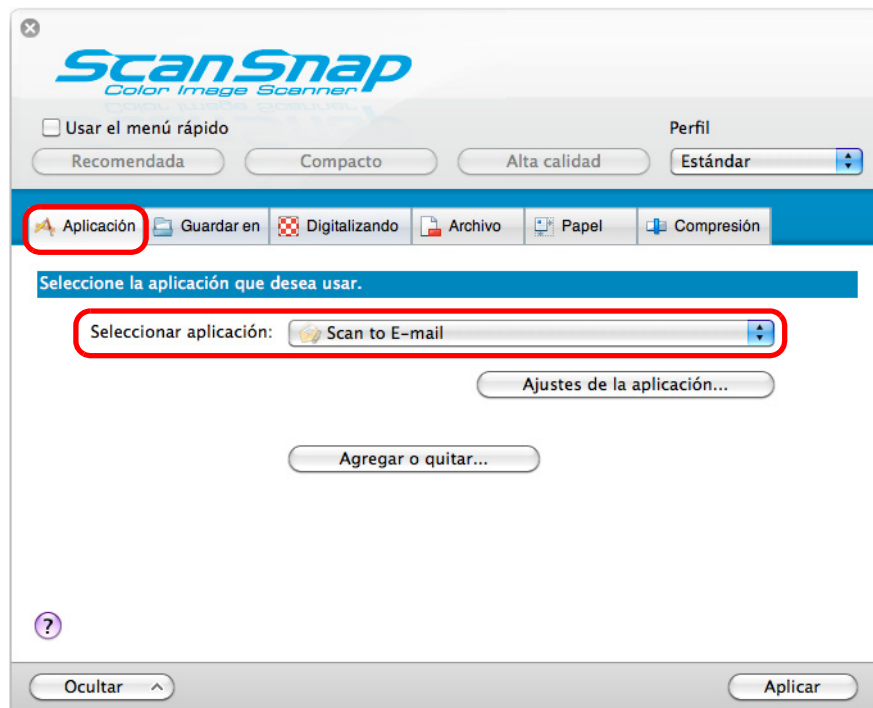 ScanSnap
Color Image Scanner
Usar el menú rápido
Perfil
Recomendada Compacto Alta calidad Estándar
Aplicación Guardar en Digitalizando Archivo Papel Compresión
Seleccione la aplicación que desea usar.
Seleccionar aplicación: Scan to E-mail
Ajustes de la aplicación...
Agregar o quitar...
?
Ocultar Aplicar